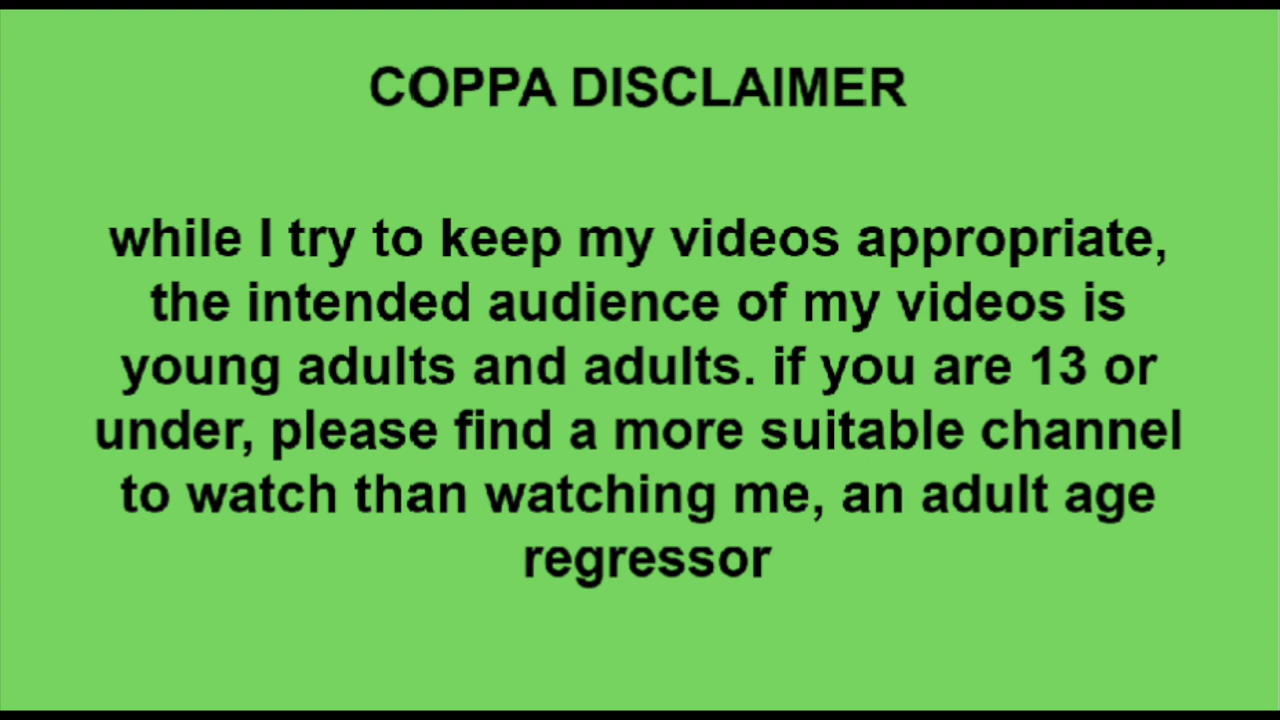 COPPA DISCLAIMER
while I try to keep my videos appropriate,
the intended audience of my videos is
young adults and adults. if you are 13 or
under, please find a more suitable channel
to watch than watching me, an adult age
regressor